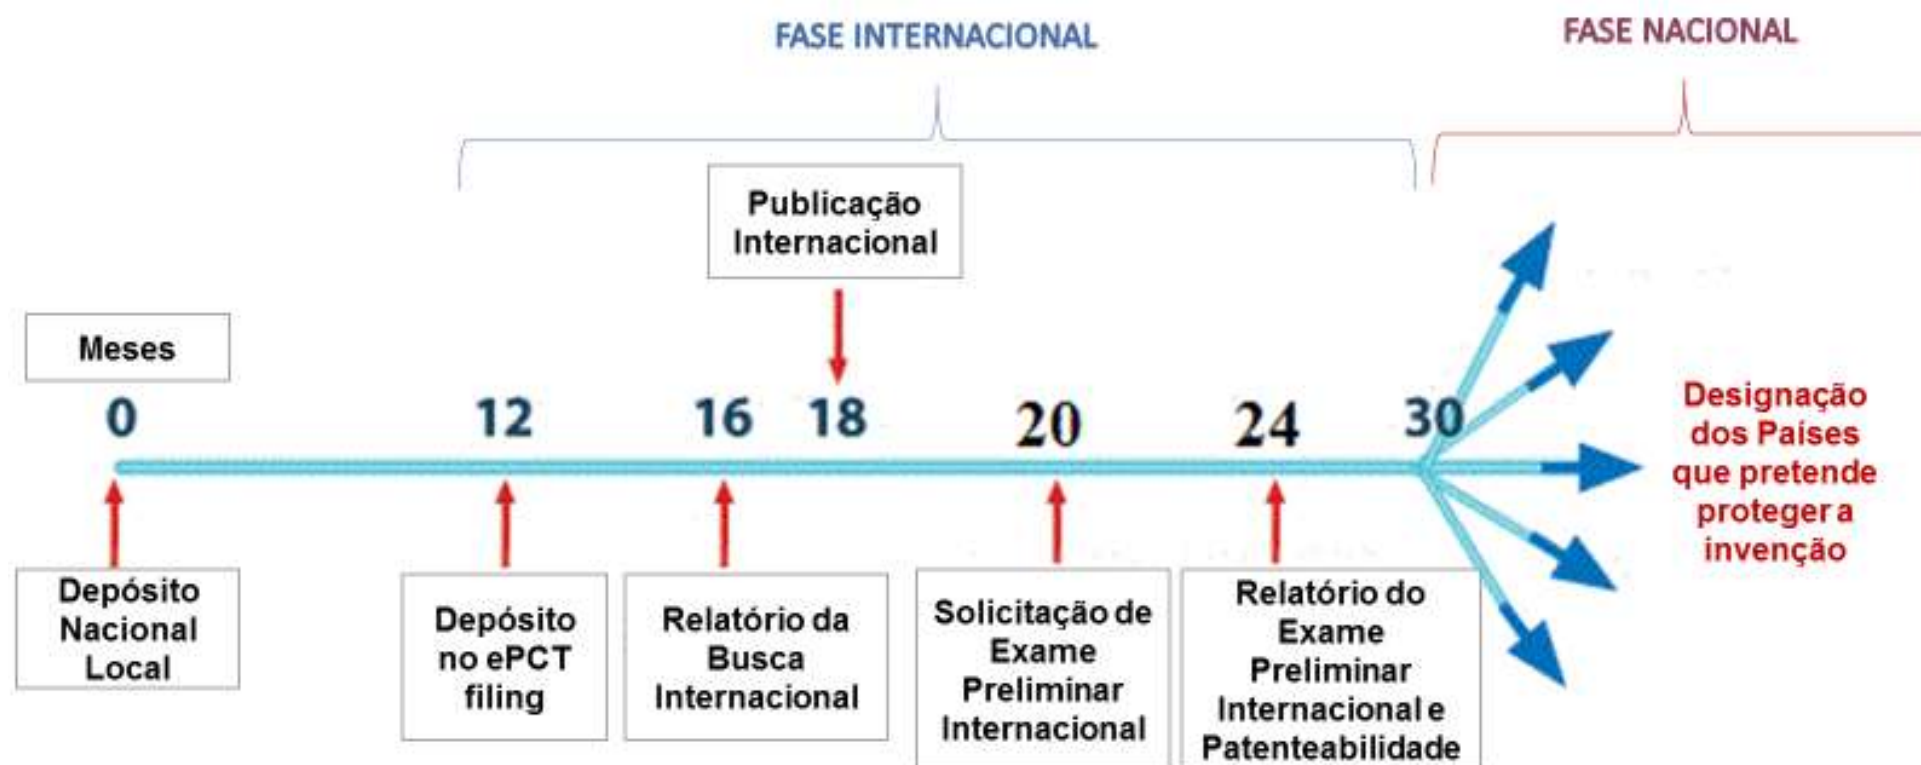 FASE INTERNACIONAL
FASE NACIONAL
Publicação
Internacional
Meses
0
12
16
18
20
24
30
Designação
dos Países
que pretende
proteger a
invenção
Depósito
Nacional
Local
Depósito
no ePCT
filing
Relatório da
Busca
Internacional
Solicitação de
Exame
Preliminar
Internacional
Relatório do
Exame
Preliminar
Internacional e
Patenteabilidade